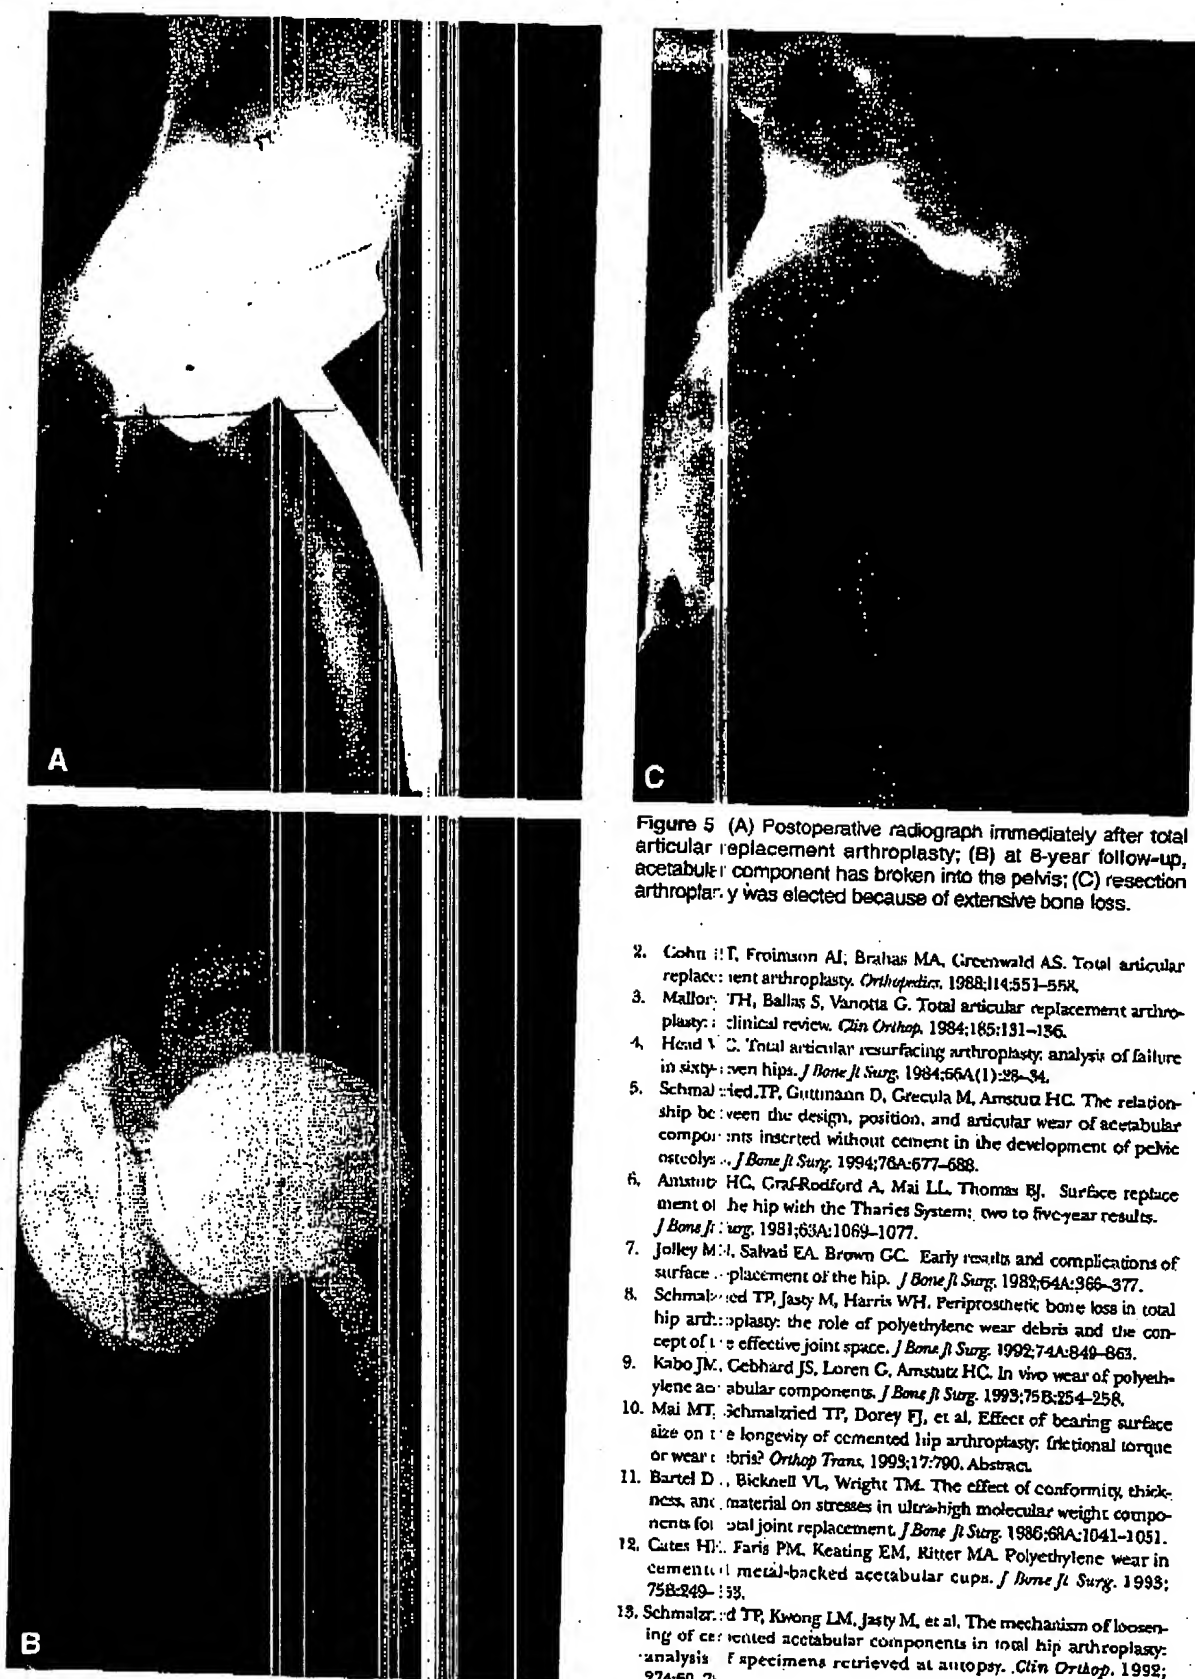 A
C
B
Figure 5 (A) Postoperative radiograph immediately after total
articular replacement arthroplasty; (B) at 8-year follow-up,
component has broken into the pelvis; (C) resection
was elected because of extensive bone loss.
2. Cohn Froimson AI, Brahas MA, Greenwald AS. Total articular
arthroplasty. Orthopedics. 1988;114:551-558.
3. TH, Ballas S, Vanotta G. Total articular replacement arthro-
plasty: clinical review. Clin Orthop. 1984;185:131-136.
4. Head Total articular resurfacing arthroplasty: analysis of failure
in hips. J Bone Jt Surg. 1984;66A(1):28-34.
5. TP, Guttmann D, Grecula M, Amstutz HC. The relation-
ship the design, position, and articular wear of acetabular
inserted without cement in the development of pelvic
J Bone Jt Surg. 1994;76A:677-688.
6. HC, Graf-Rodford A, Mai LL, Thomas BJ. Surface replace
ment of he hip with the Tharies System; two to five-year results.
J Bone Jt 1981;63A:1069-1077.
7. Jolley Salvati EA. Brown GC. Early results and complications of
surface of the hip. J Bone Jt Surg. 1982;64A:366-377.
8. TP, Jasty M, Harris WH. Periprosthetic bone loss in total
hip the role of polyethylene wear debris and the con-
cept of effective joint space. J Bone Jt Surg. 1992;74A:849-863.
9. Kabo JM, Gebhard JS, Loren G, Amstutz HC. In vivo wear of polyeth-
ylene components. J Bone Jt Surg. 1993;75B:254-258.
10. Mai MT, Schmalzried TP, Dorey FJ, et al. Effect of bearing surface
size on longevity of cemented hip arthroplasty: frictional torque
or wear Orthop Trans. 1993;17:790. Abstract.
11. Bartel Bicknell VL, Wright TM. The effect of conformity, thick-
ness, material on stresses in ultra-high molecular weight compo-
nents joint replacement. J Bone Jt Surg. 1986;68A:1041-1051.
12. Cates Faris PM, Keating EM, Ritter MA. Polyethylene wear in
metal-backed acetabular cups. J Bone Jt Surg. 1993;
75B:249-
13. TP, Kwong LM, Jasty M, et al. The mechanism of loosen-
ing of acetabular components in total hip arthroplasty:
analysis specimens retrieved at autopsy. Clin Orthop. 1992;